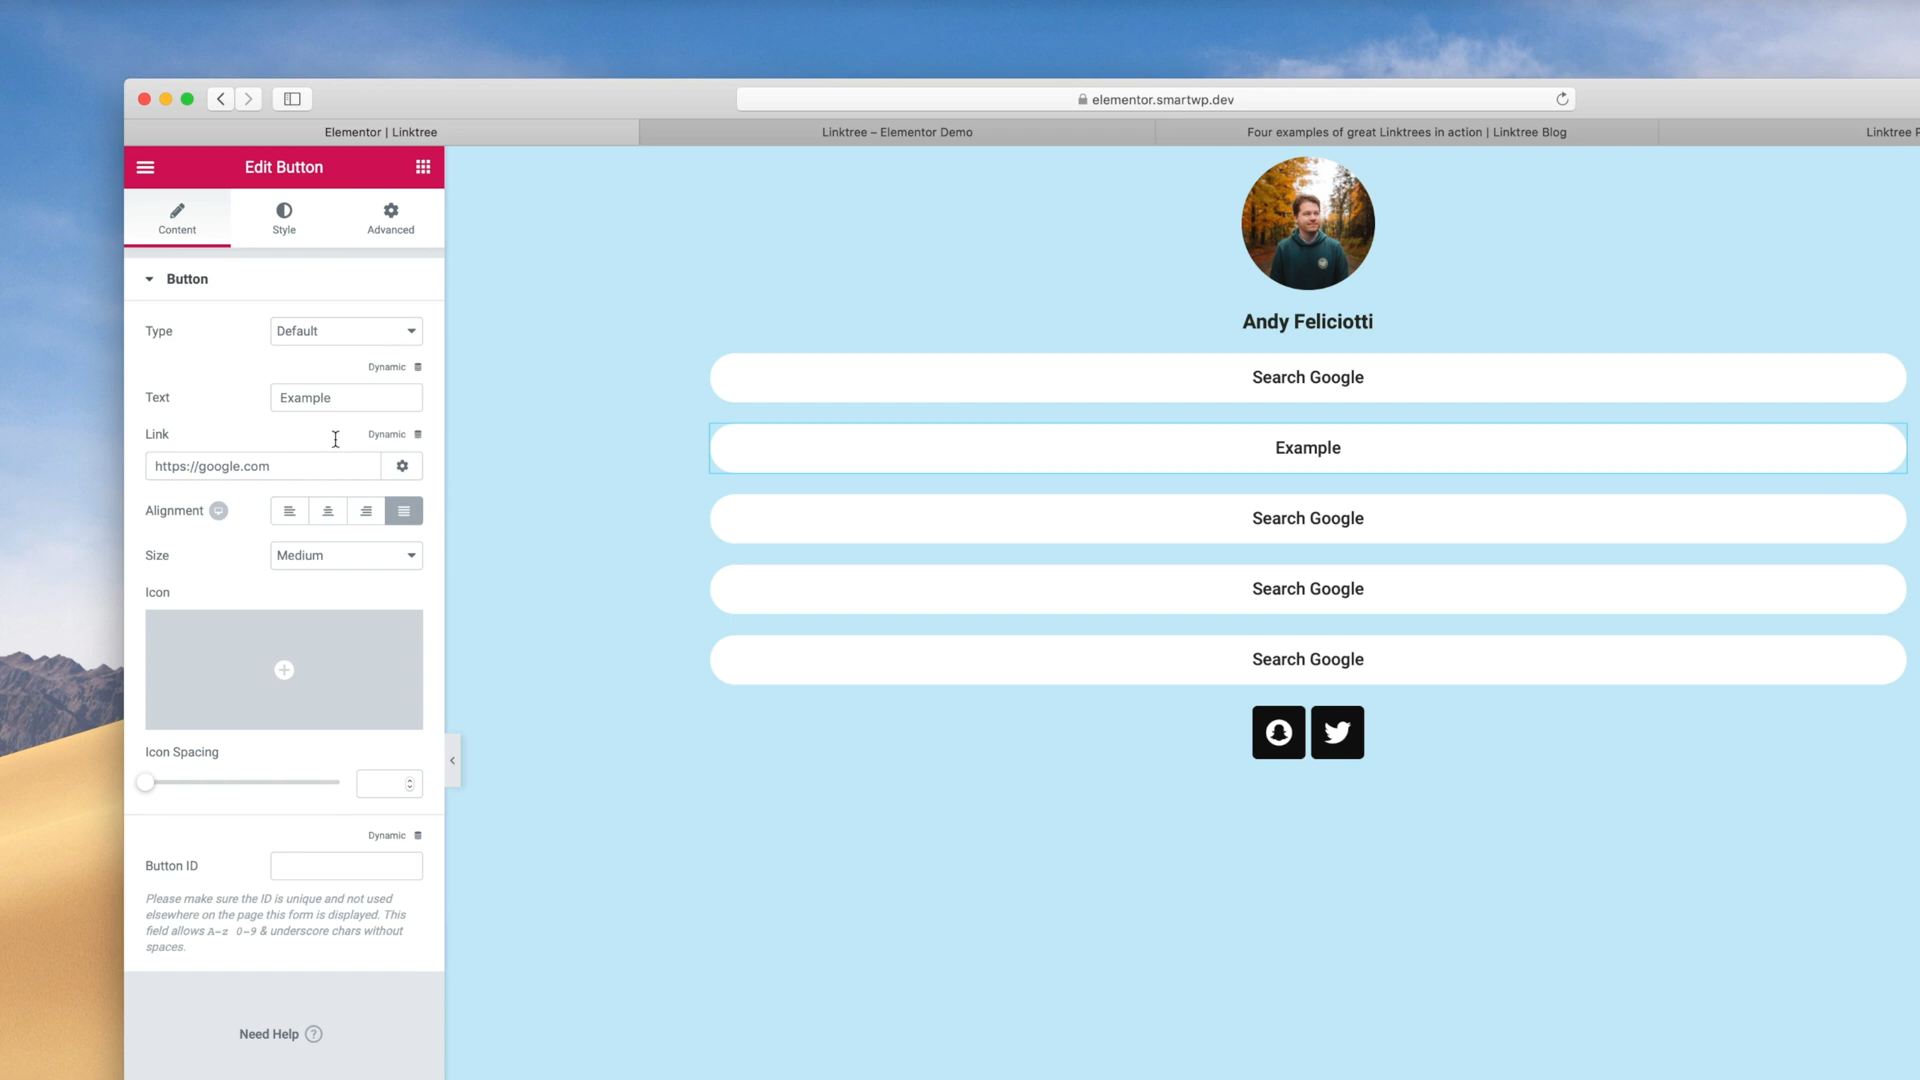 elementor.smartwp.dev
Elementor | Linktree
Linktree – Elementor Demo
Four examples of great Linktrees in action | Linktree Blog
Linktree P
Edit Button
Content
Style
Advanced
Button
Type
Default
Dynamic
Text
Example
Link
Dynamic
https://google.com
Alignment
Size
Medium
Icon
Icon Spacing
Dynamic
Button ID
Please make sure the ID is unique and not used
elsewhere on the page this form is displayed. This
field allows A-z 0-9 & underscore chars without
spaces.
Need Help ?
Andy Feliciotti
Search Google
Example
Search Google
Search Google
Search Google